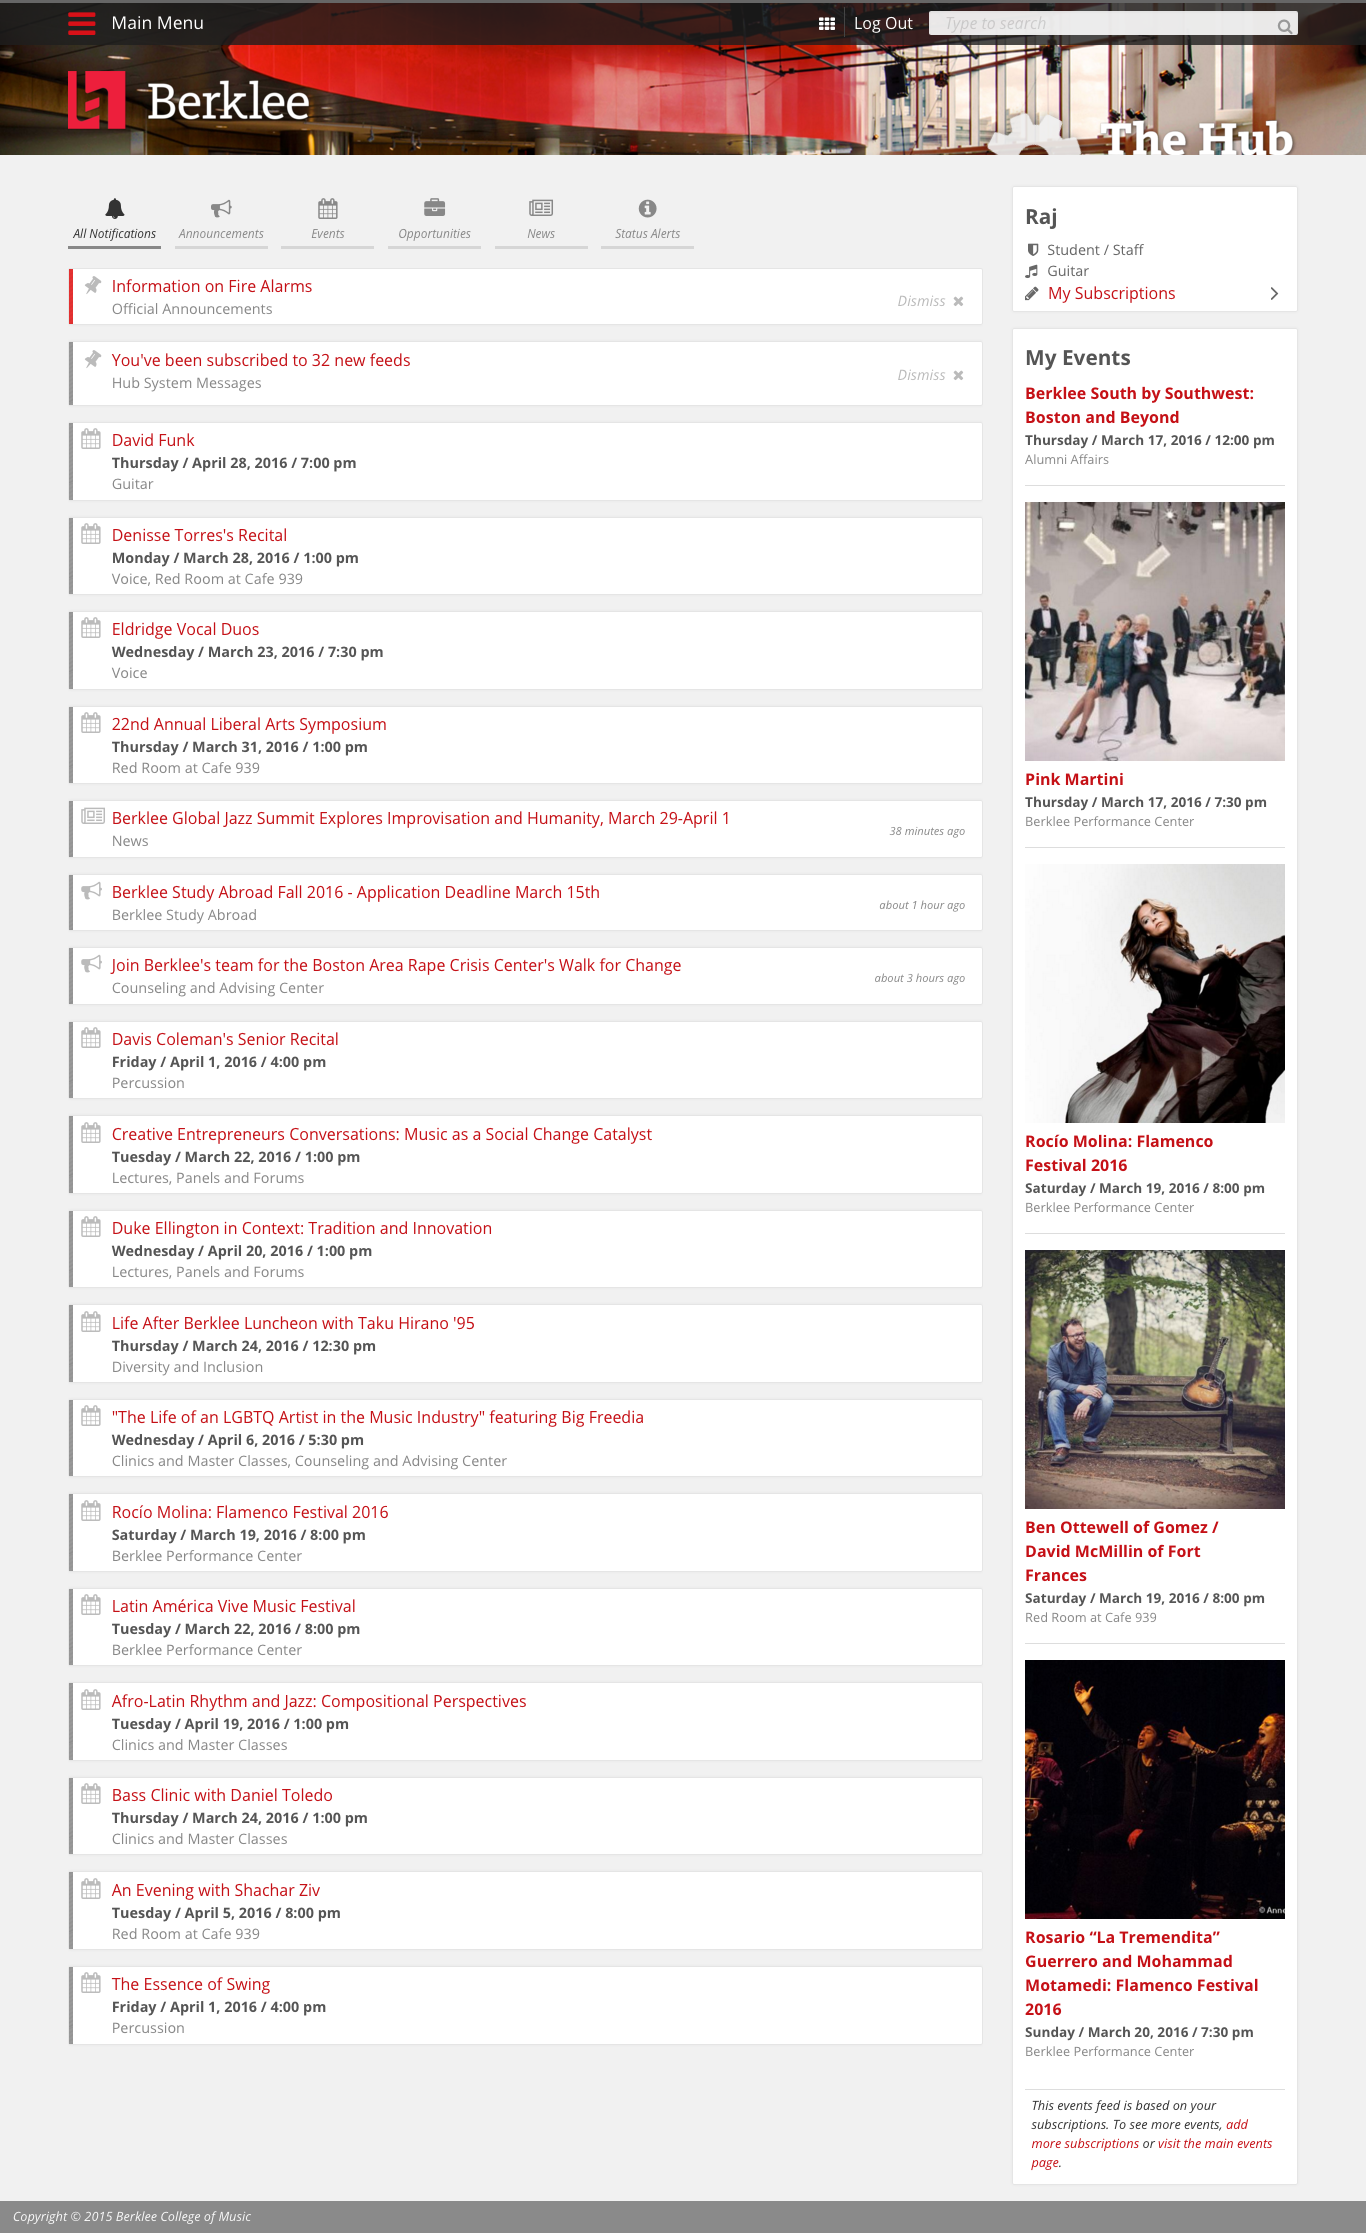 Main Menu
Log Out
Type to search
Berklee
The Hub
All Notifications
Announcements
Events
Opportunities
News
Status Alerts
Information on Fire Alarms
Official Announcements
Dismiss
You've been subscribed to 32 new feeds
Hub System Messages
Dismiss
David Funk
Thursday / April 28, 2016 / 7:00 pm
Guitar
Denisse Torres's Recital
Monday / March 28, 2016 / 1:00 pm
Voice, Red Room at Cafe 939
Eldridge Vocal Duos
Wednesday / March 23, 2016 / 7:30 pm
Voice
22nd Annual Liberal Arts Symposium
Thursday / March 31, 2016 / 1:00 pm
Red Room at Cafe 939
Berklee Global Jazz Summit Explores Improvisation and Humanity, March 29-April 1
News
38 minutes ago
Berklee Study Abroad Fall 2016 - Application Deadline March 15th
Berklee Study Abroad
about 1 hour ago
Join Berklee's team for the Boston Area Rape Crisis Center's Walk for Change
Counseling and Advising Center
about 3 hours ago
Davis Coleman's Senior Recital
Friday / April 1, 2016 / 4:00 pm
Percussion
Creative Entrepreneurs Conversations: Music as a Social Change Catalyst
Tuesday / March 22, 2016 / 1:00 pm
Lectures, Panels and Forums
Duke Ellington in Context: Tradition and Innovation
Wednesday / April 20, 2016 / 1:00 pm
Lectures, Panels and Forums
Life After Berklee Luncheon with Taku Hirano '95
Thursday / March 24, 2016 / 12:30 pm
Diversity and Inclusion
"The Life of an LGBTQ Artist in the Music Industry" featuring Big Freedia
Wednesday / April 6, 2016 / 5:30 pm
Clinics and Master Classes, Counseling and Advising Center
Rocío Molina: Flamenco Festival 2016
Saturday / March 19, 2016 / 8:00 pm
Berklee Performance Center
Latin América Vive Music Festival
Tuesday / March 22, 2016 / 8:00 pm
Berklee Performance Center
Afro-Latin Rhythm and Jazz: Compositional Perspectives
Tuesday / April 19, 2016 / 1:00 pm
Clinics and Master Classes
Bass Clinic with Daniel Toledo
Thursday / March 24, 2016 / 1:00 pm
Clinics and Master Classes
An Evening with Shachar Ziv
Tuesday / April 5, 2016 / 8:00 pm
Red Room at Cafe 939
The Essence of Swing
Friday / April 1, 2016 / 4:00 pm
Percussion
Raj
Student / Staff
Guitar
My Subscriptions
My Events
Berklee South by Southwest:
Boston and Beyond
Thursday / March 17, 2016 / 12:00 pm
Alumni Affairs
Pink Martini
Thursday / March 17, 2016 / 7:30 pm
Berklee Performance Center
Rocío Molina: Flamenco
Festival 2016
Saturday / March 19, 2016 / 8:00 pm
Berklee Performance Center
Ben Ottewell of Gomez /
David McMillin of Fort
Frances
Saturday / March 19, 2016 / 8:00 pm
Red Room at Cafe 939
© Anne
Rosario “La Tremendita”
Guerrero and Mohammad
Motamedi: Flamenco Festival
2016
Sunday / March 20, 2016 / 7:30 pm
Berklee Performance Center
This events feed is based on your
subscriptions. To see more events, add
more subscriptions or visit the main events
page.
Copyright © 2015 Berklee College of Music